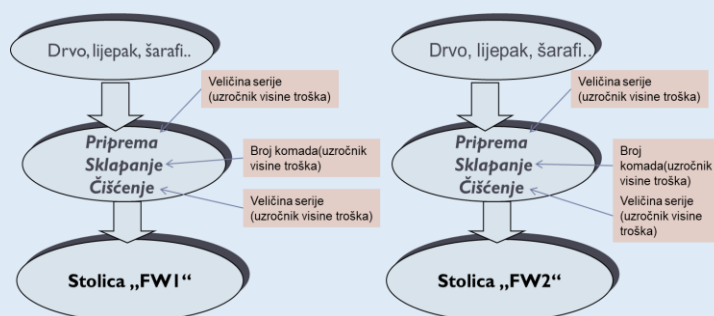 Drvo, lijepak, šarafi..
Veličina serije
(uzročnik visine troška)
Priprema
Sklapanje
Čišćenje
Broj komada(uzročnik
visine troška)
Veličina serije
(uzročnik visine troška)
Stolica „FW1“
Drvo, lijepak, šarafi..
Veličina serije
(uzročnik visine troška)
Priprema
Sklapanje
Čišćenje
Broj
komada(uzročnik
visine troška)
Veličina serije
(uzročnik visine
troška)
Stolica „FW2“